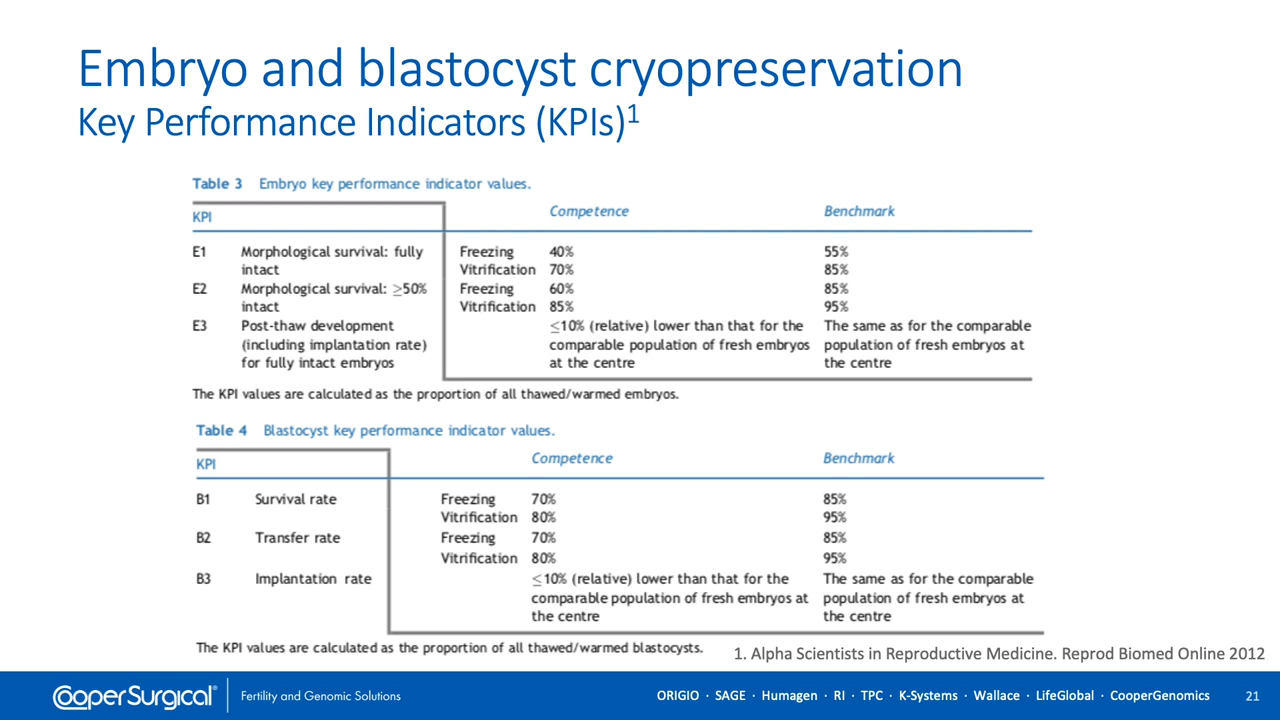 Embryo and blastocyst cryopreservation
Key Performance Indicators (KPIs)1
Table 3 Embryo key performance indicator values.
KPI Competence Benchmark
E1 Morphological survival: fully Freezing 40% 55%
intact Vitrification 70% 85%
E2 Morphological survival: ≥50% Freezing 60% 85%
intact Vitrification 85% 95%
E3 Post-thaw development ≤10% (relative) lower than that for the The same as for the comparable
(including implantation rate) comparable population of fresh embryos population of fresh embryos at
for fully intact embryos at the centre the centre
The KPI values are calculated as the proportion of all thawed/warmed embryos.
Table 4 Blastocyst key performance indicator values.
KPI Competence Benchmark
B1 Survival rate Freezing 70% 85%
Vitrification 80% 95%
B2 Transfer rate Freezing 70% 85%
Vitrification 80% 95%
B3 Implantation rate ≤10% (relative) lower than that for the The same as for the comparable
comparable population of fresh embryos at population of fresh embryos at
the centre the centre
The KPI values are calculated as the proportion of all thawed/warmed blastocysts.
1. Alpha Scientists in Reproductive Medicine. Reprod Biomed Online 2012
CooperSurgical® Fertility and Genomic Solutions ORIGIO · SAGE · Humagen · RI · TPC · K-Systems · Wallace · LifeGlobal · CooperGenomics 21